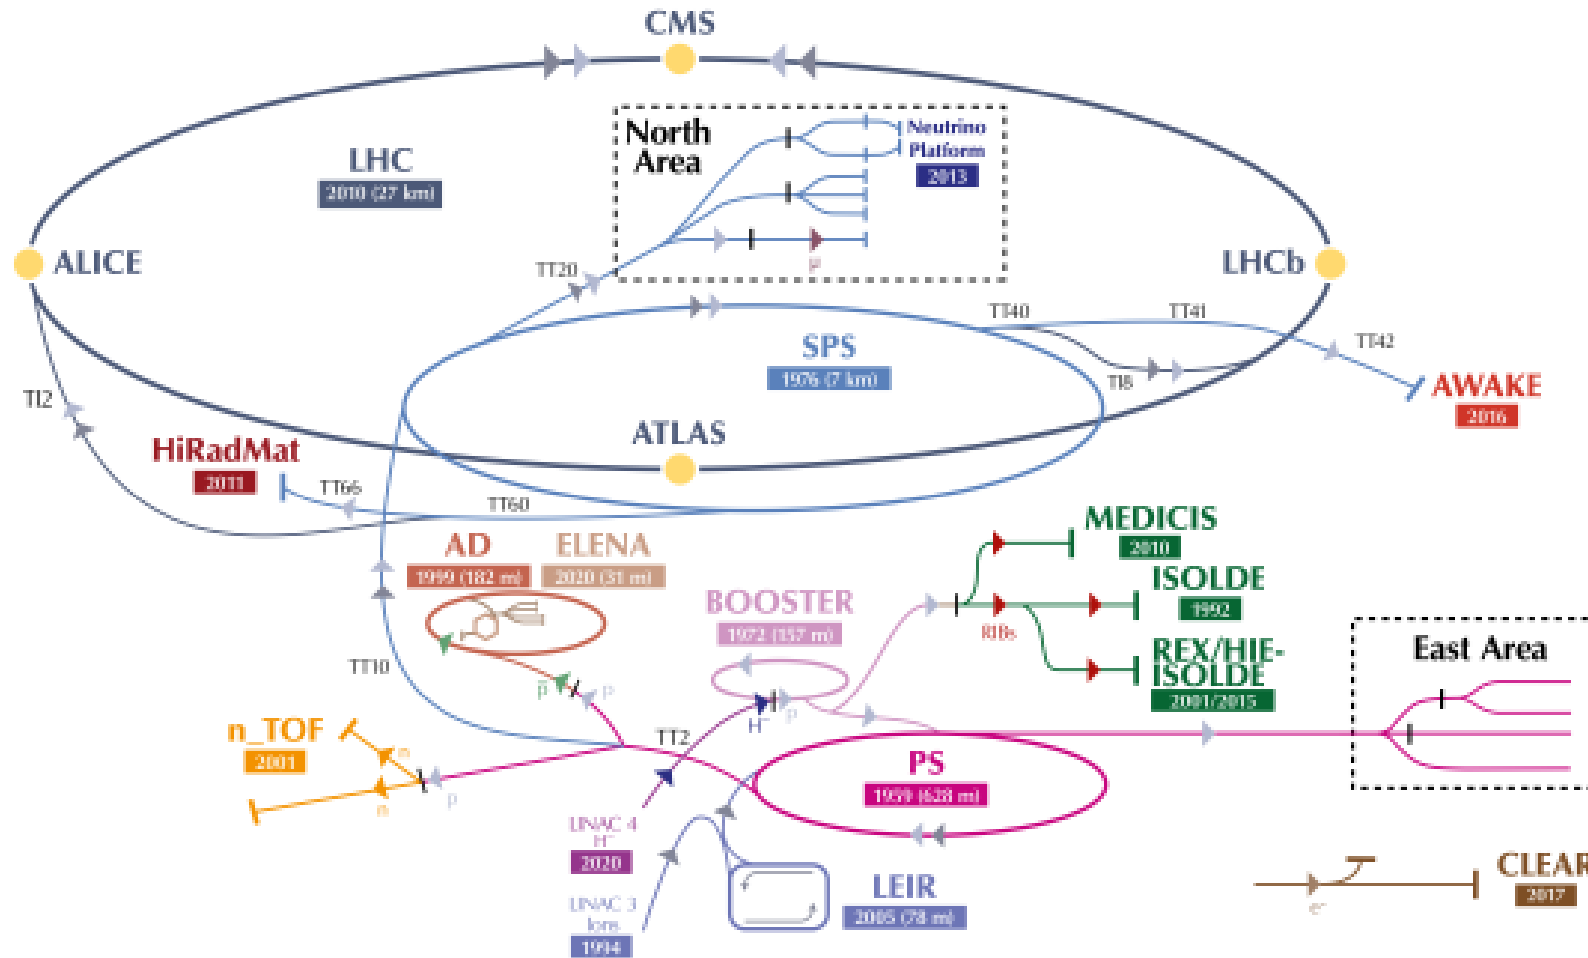 CMS
North
Area
Neutrino
Platform
2013
LHC
2010 (27 km)
μ
ALICE
LHCb
TT20
TT40
TT41
TT42
SPS
1976 (7 km)
TI8
TI2
AWAKE
2016
ATLAS
HiRadMat
2011
TT66
TT60
MEDICIS
2010
AD
1999 (182 m)
ELENA
2020 (31 m)
ISOLDE
1992
BOOSTER
1972 (157 m)
RIBs
REX/HIE-
ISOLDE
2001/2015
East Area
TT10
p̄
p
H⁻
p
n_TOF
2001
n
n
p
TT2
PS
1959 (628 m)
LINAC 4
H⁻
2020
LEIR
2005 (78 m)
LINAC 3
Ions
1994
CLEAR
2017
e⁻